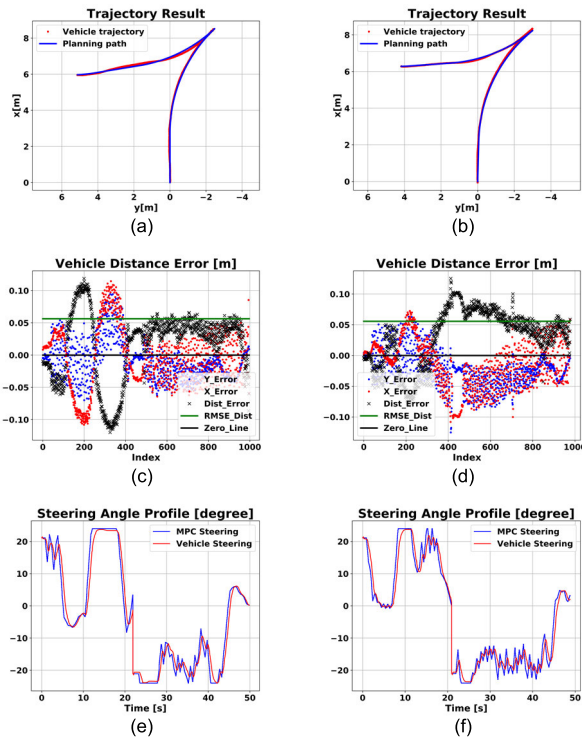 Trajectory Result
Vehicle trajectory
Planning path
8
6
4
2
0
x[m]
6 4 2 0 −2 −4
y[m]
(a)
Trajectory Result
Vehicle trajectory
Planning path
8
6
4
2
0
x[m]
6 4 2 0 −2 −4
y[m]
(b)
Vehicle Distance Error [m]
0.10
0.05
0.00
−0.05
−0.10
Y_Error
X_Error
Dist_Error
RMSE_Dist
Zero_Line
0 200 400 600 800 1000
Index
(c)
Vehicle Distance Error [m]
0.10
0.05
0.00
−0.05
−0.10
Y_Error
X_Error
Dist_Error
RMSE_Dist
Zero_Line
0 200 400 600 800 1000
Index
(d)
Steering Angle Profile [degree]
MPC Steering
Vehicle Steering
20
10
0
−10
−20
0 10 20 30 40 50
Time [s]
(e)
Steering Angle Profile [degree]
MPC Steering
Vehicle Steering
20
10
0
−10
−20
0 10 20 30 40 50
Time [s]
(f)